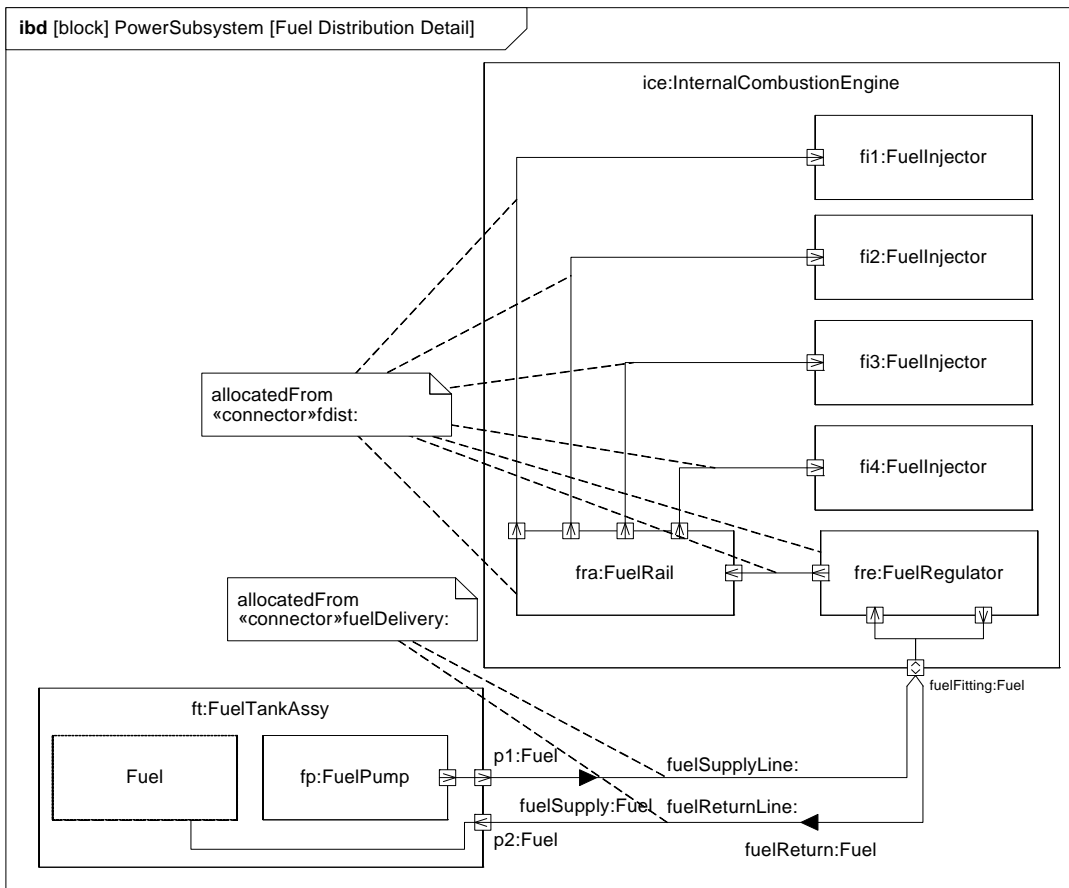 ibd [block] PowerSubsystem [Fuel Distribution Detail]
ice:InternalCombustionEngine
fi1:FuelInjector
fi2:FuelInjector
fi3:FuelInjector
allocatedFrom
«connector»fdist:
fi4:FuelInjector
fra:FuelRail
fre:FuelRegulator
allocatedFrom
«connector»fuelDelivery:
fuelFitting:Fuel
ft:FuelTankAssy
Fuel
fp:FuelPump
p1:Fuel
fuelSupplyLine:
fuelSupply:Fuel
fuelReturnLine:
p2:Fuel
fuelReturn:Fuel